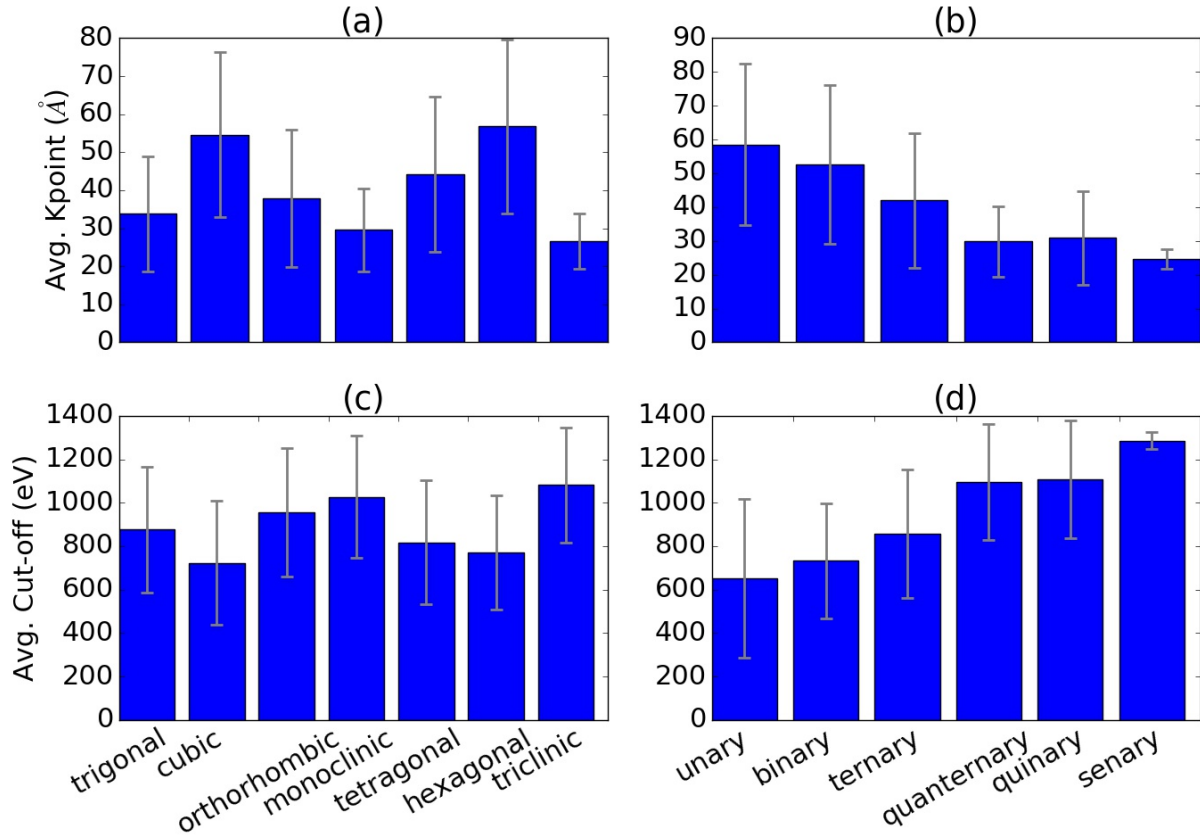 (a)
Avg. Kpoint (Å)
80
70
60
50
40
30
20
10
0
(b)
90
80
70
60
50
40
30
20
10
0
(c)
Avg. Cut-off (eV)
1400
1200
1000
800
600
400
200
0
trigonal
cubic
orthorhombic
monoclinic
tetragonal
hexagonal
triclinic
(d)
1400
1200
1000
800
600
400
200
0
unary
binary
ternary
quanternary
quinary
senary